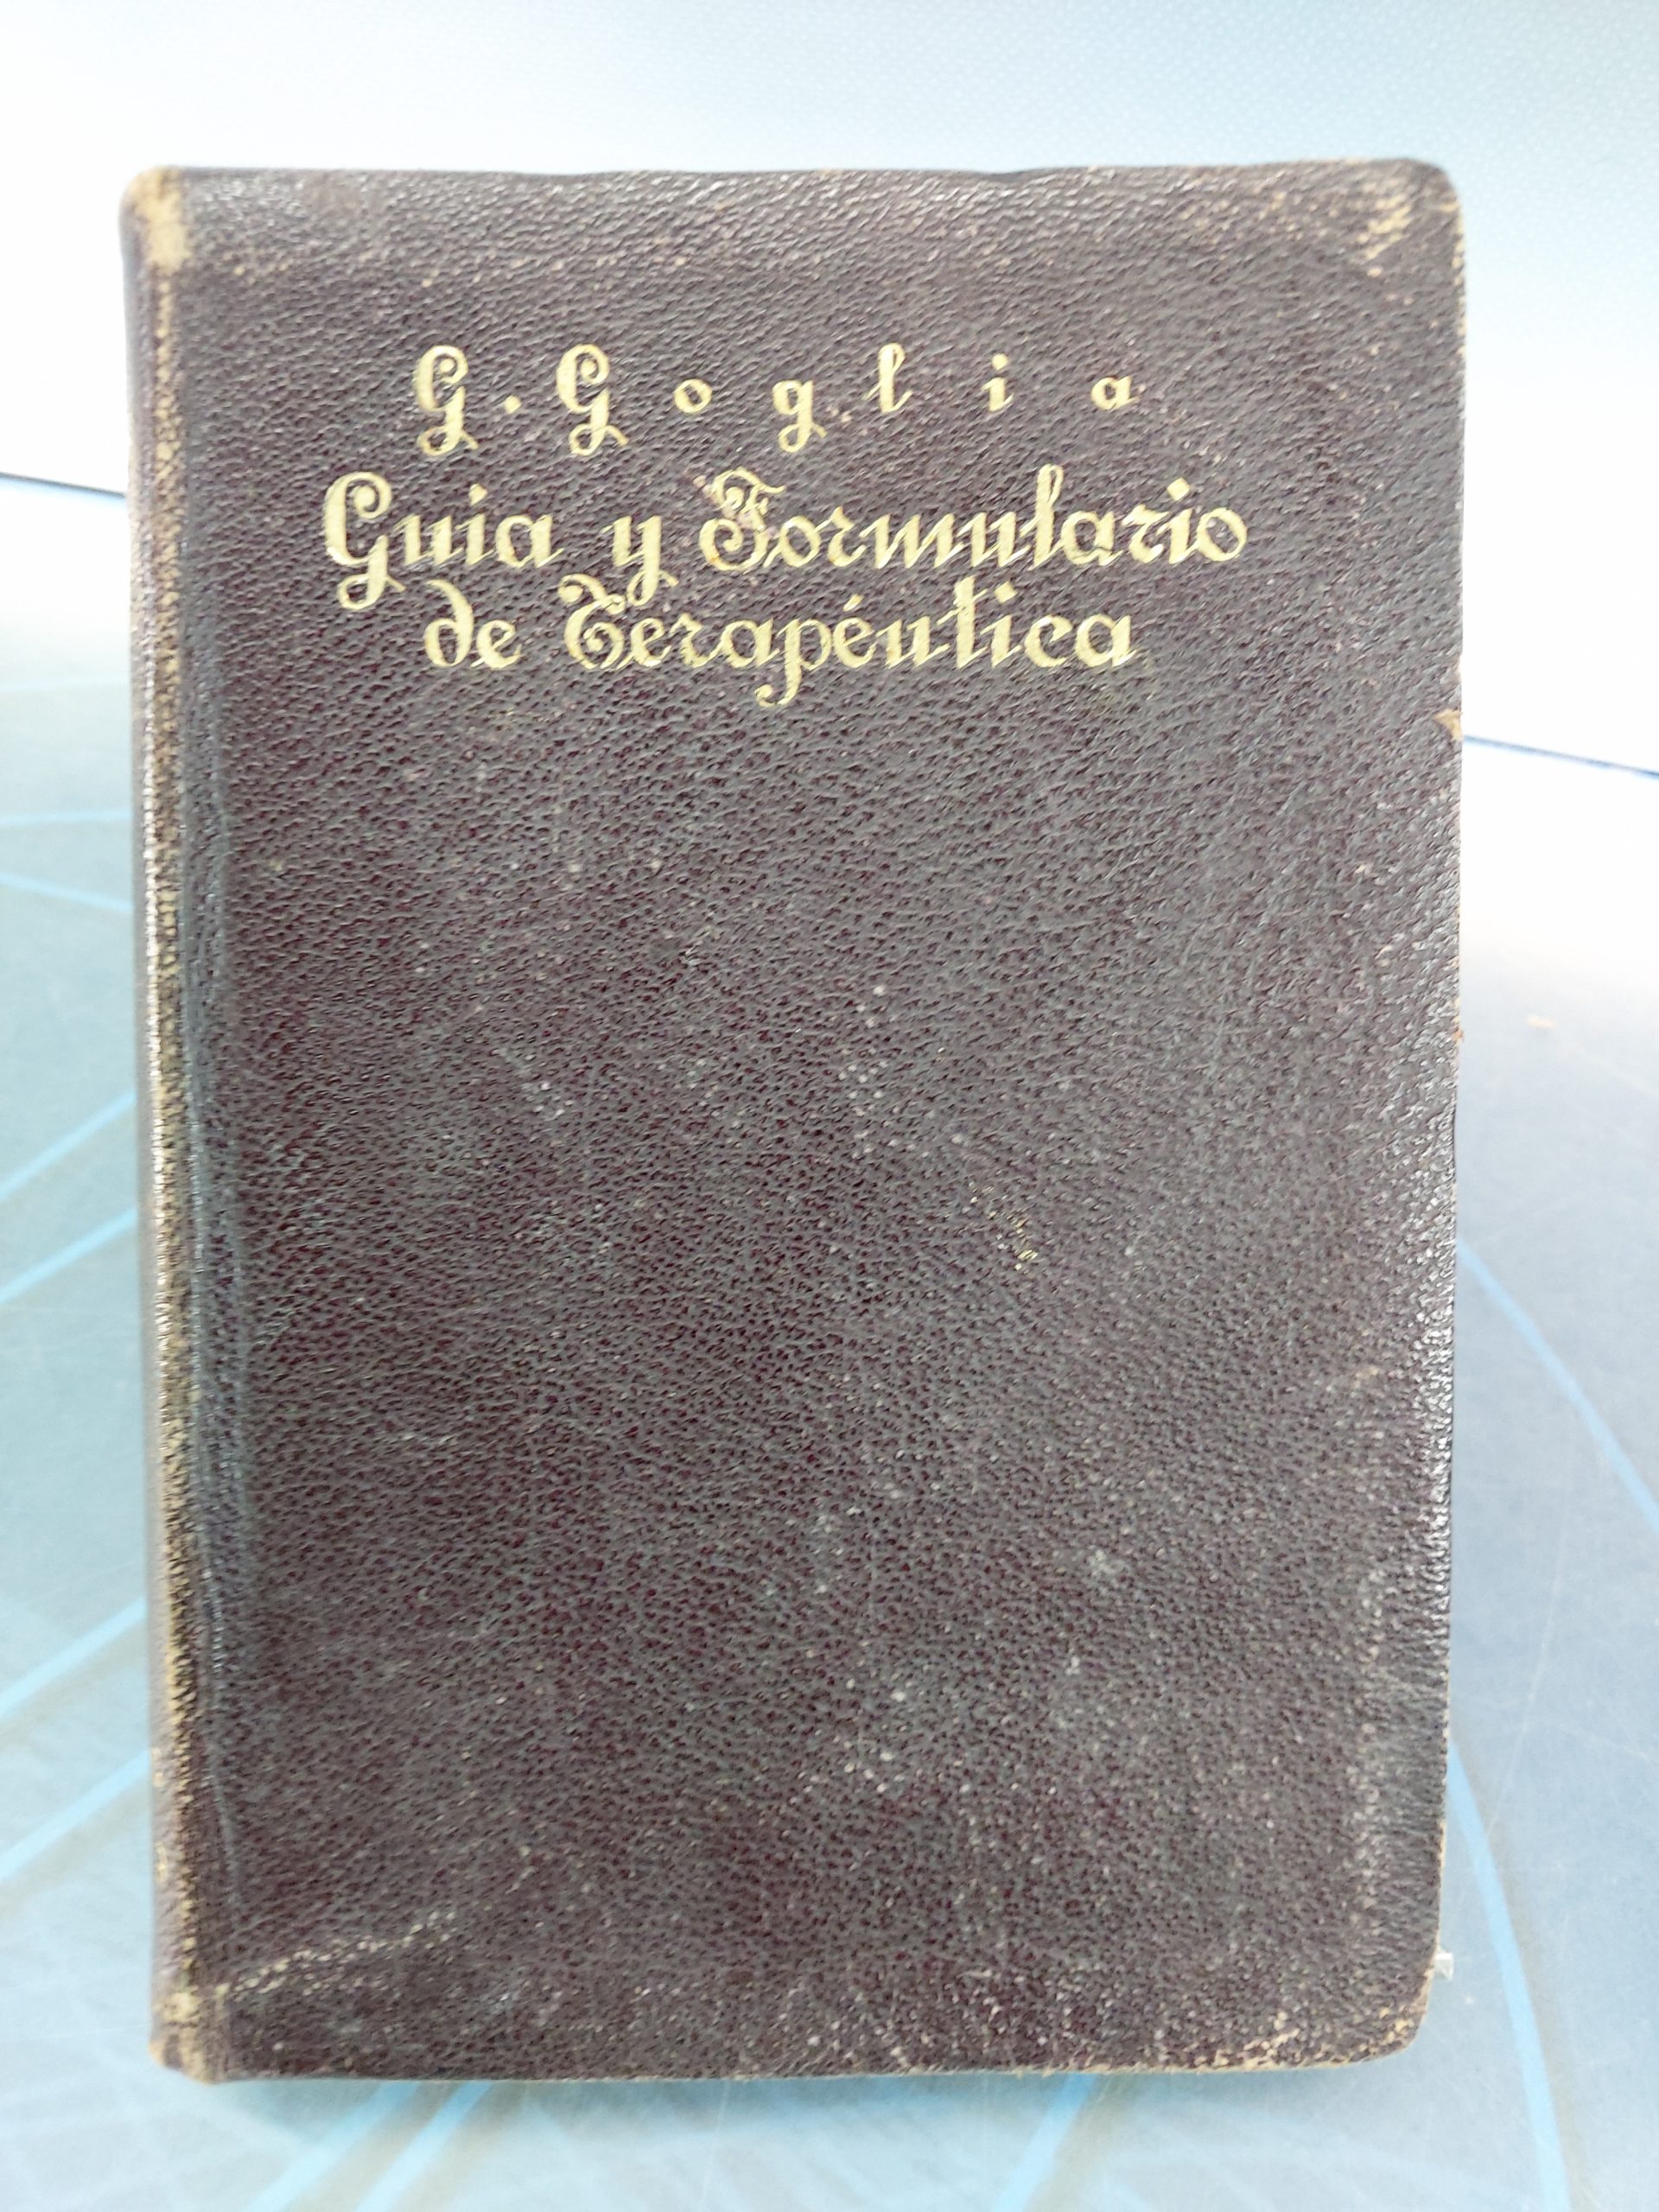 G. Goglia
Guia y Formulario
de Terapéutica